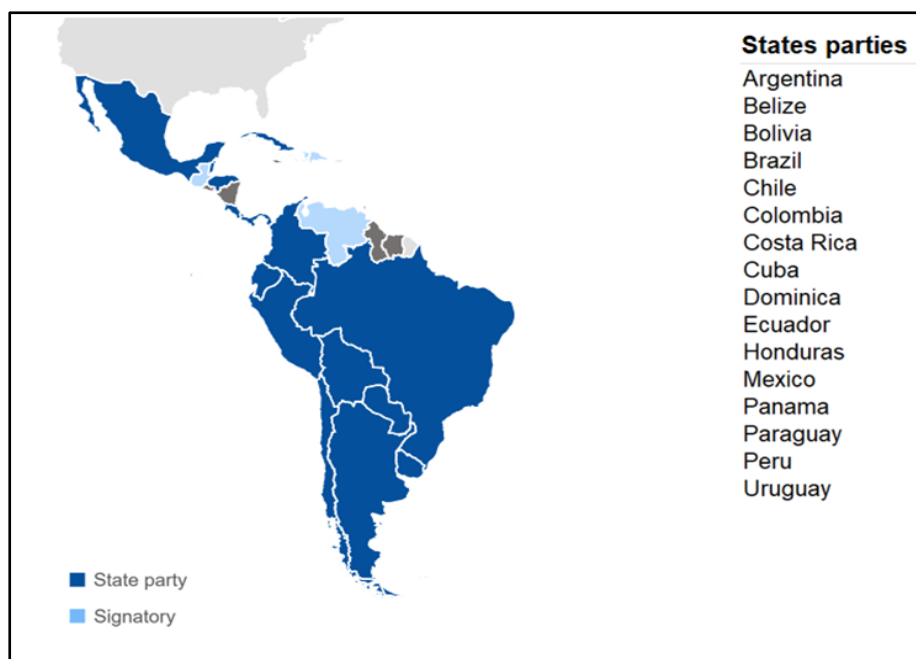 States parties
Argentina
Belize
Bolivia
Brazil
Chile
Colombia
Costa Rica
Cuba
Dominica
Ecuador
Honduras
Mexico
Panama
Paraguay
Peru
Uruguay
State party
Signatory